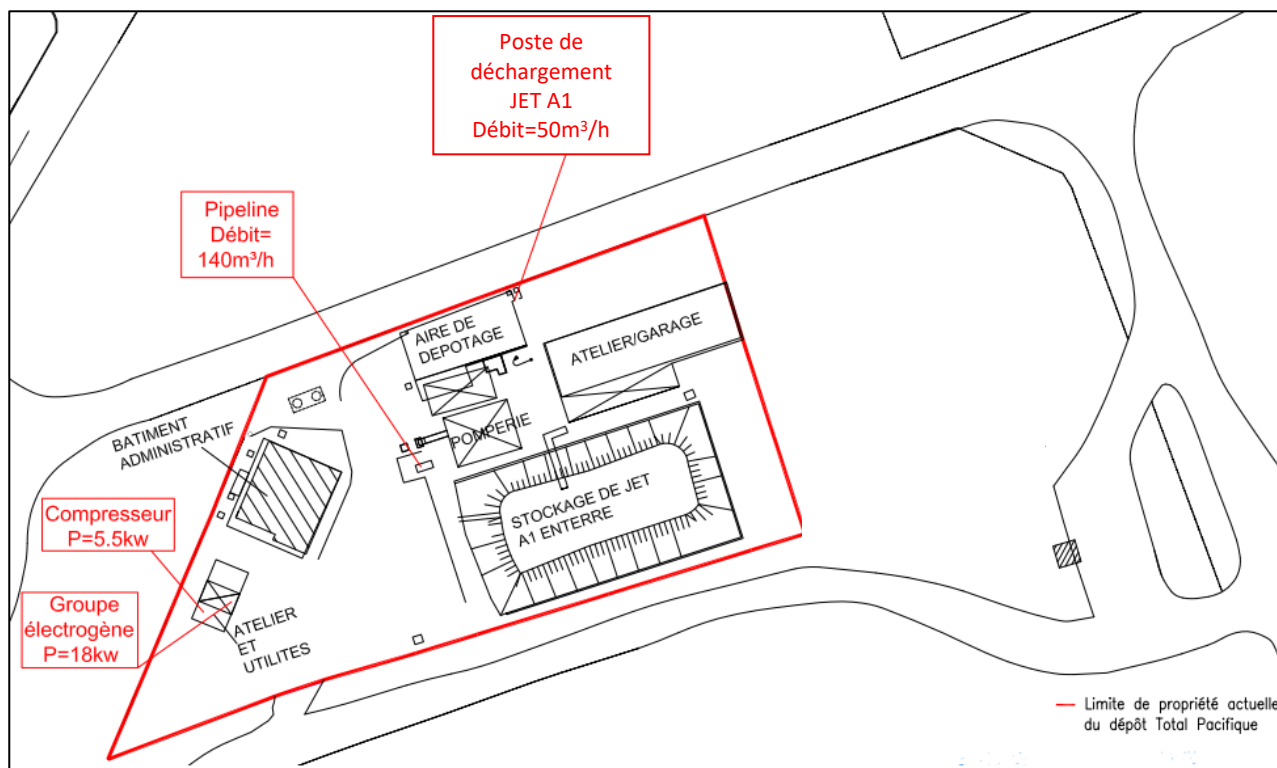 Poste de
déchargement
JET A1
Débit=50m³/h
Pipeline
Débit=
140m³/h
AIRE DE
DEPOTAGE
ATELIER/GARAGE
BATIMENT
ADMINISTRATIF
POMPERIE
STOCKAGE DE JET
A1 ENTERRE
Compresseur
P=5.5kw
Groupe
électrogène
P=18kw
ATELIER
ET
UTILITES
Limite de propriété actuelle
du dépôt Total Pacifique